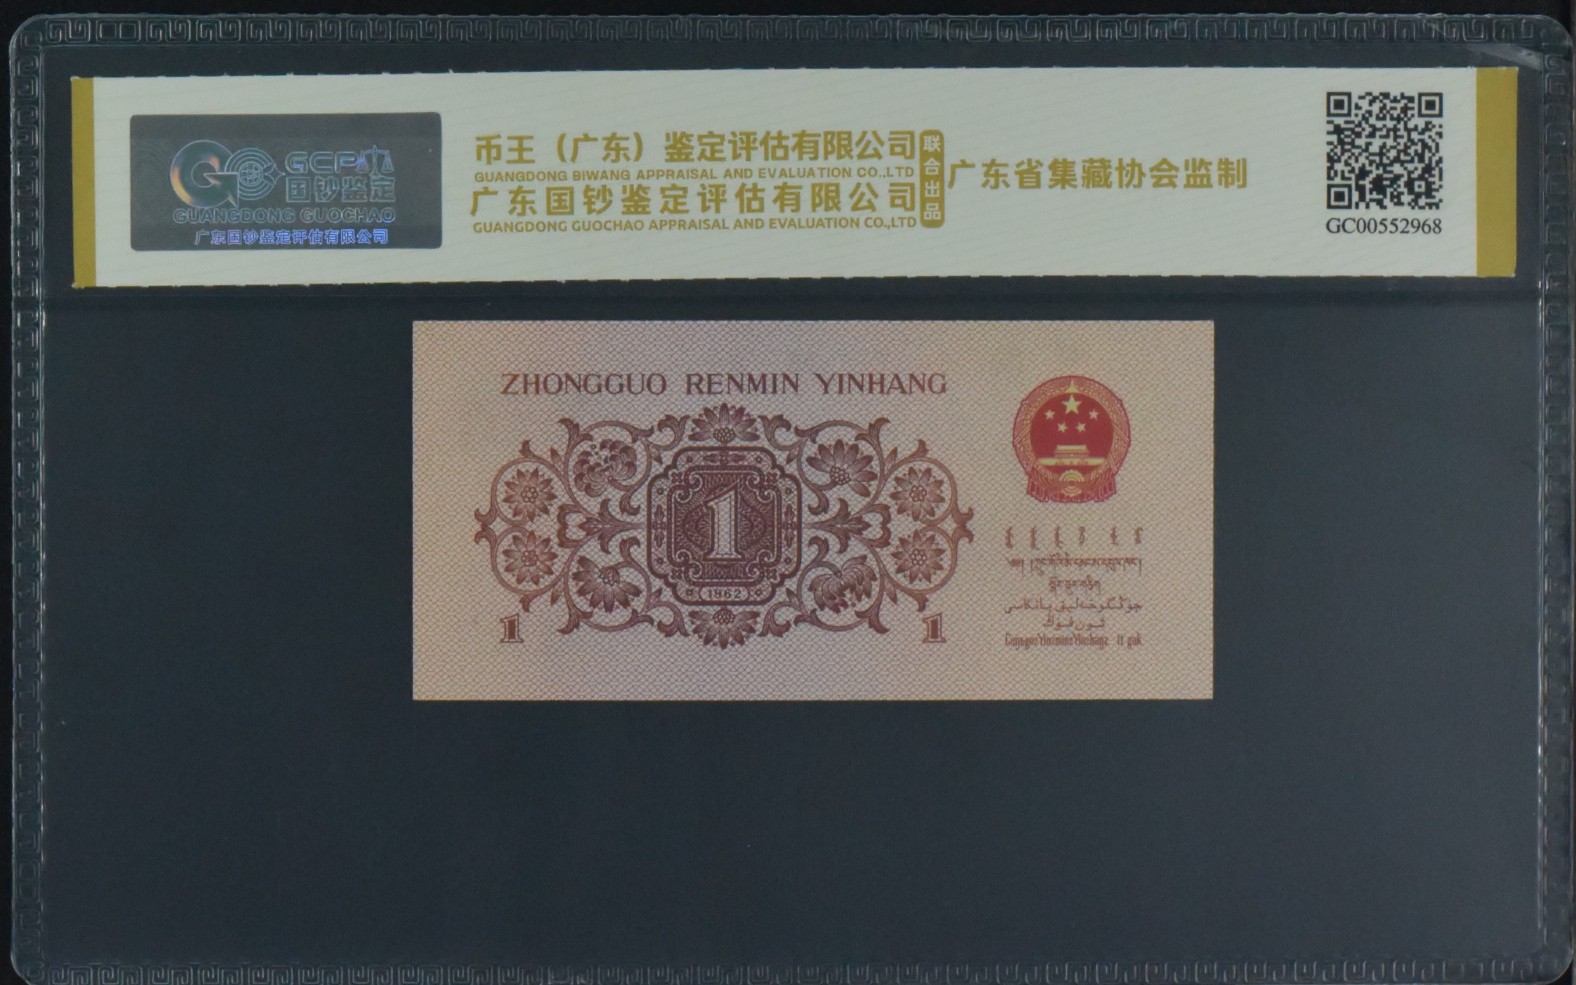 GCP
国钞鉴定
GUANGDONG GUOCHAO
广东国钞鉴定评估有限公司
币王（广东）鉴定评估有限公司
GUANGDONG BIWANG APPRAISAL AND EVALUATION CO.,LTD
广东国钞鉴定评估有限公司
GUANGDONG GUOCHAO APPRAISAL AND EVALUATION CO.,LTD
联合出品
广东省集藏协会监制
GC00552968
ZHONGGUO RENMIN YINHANG
1
1962
1
1